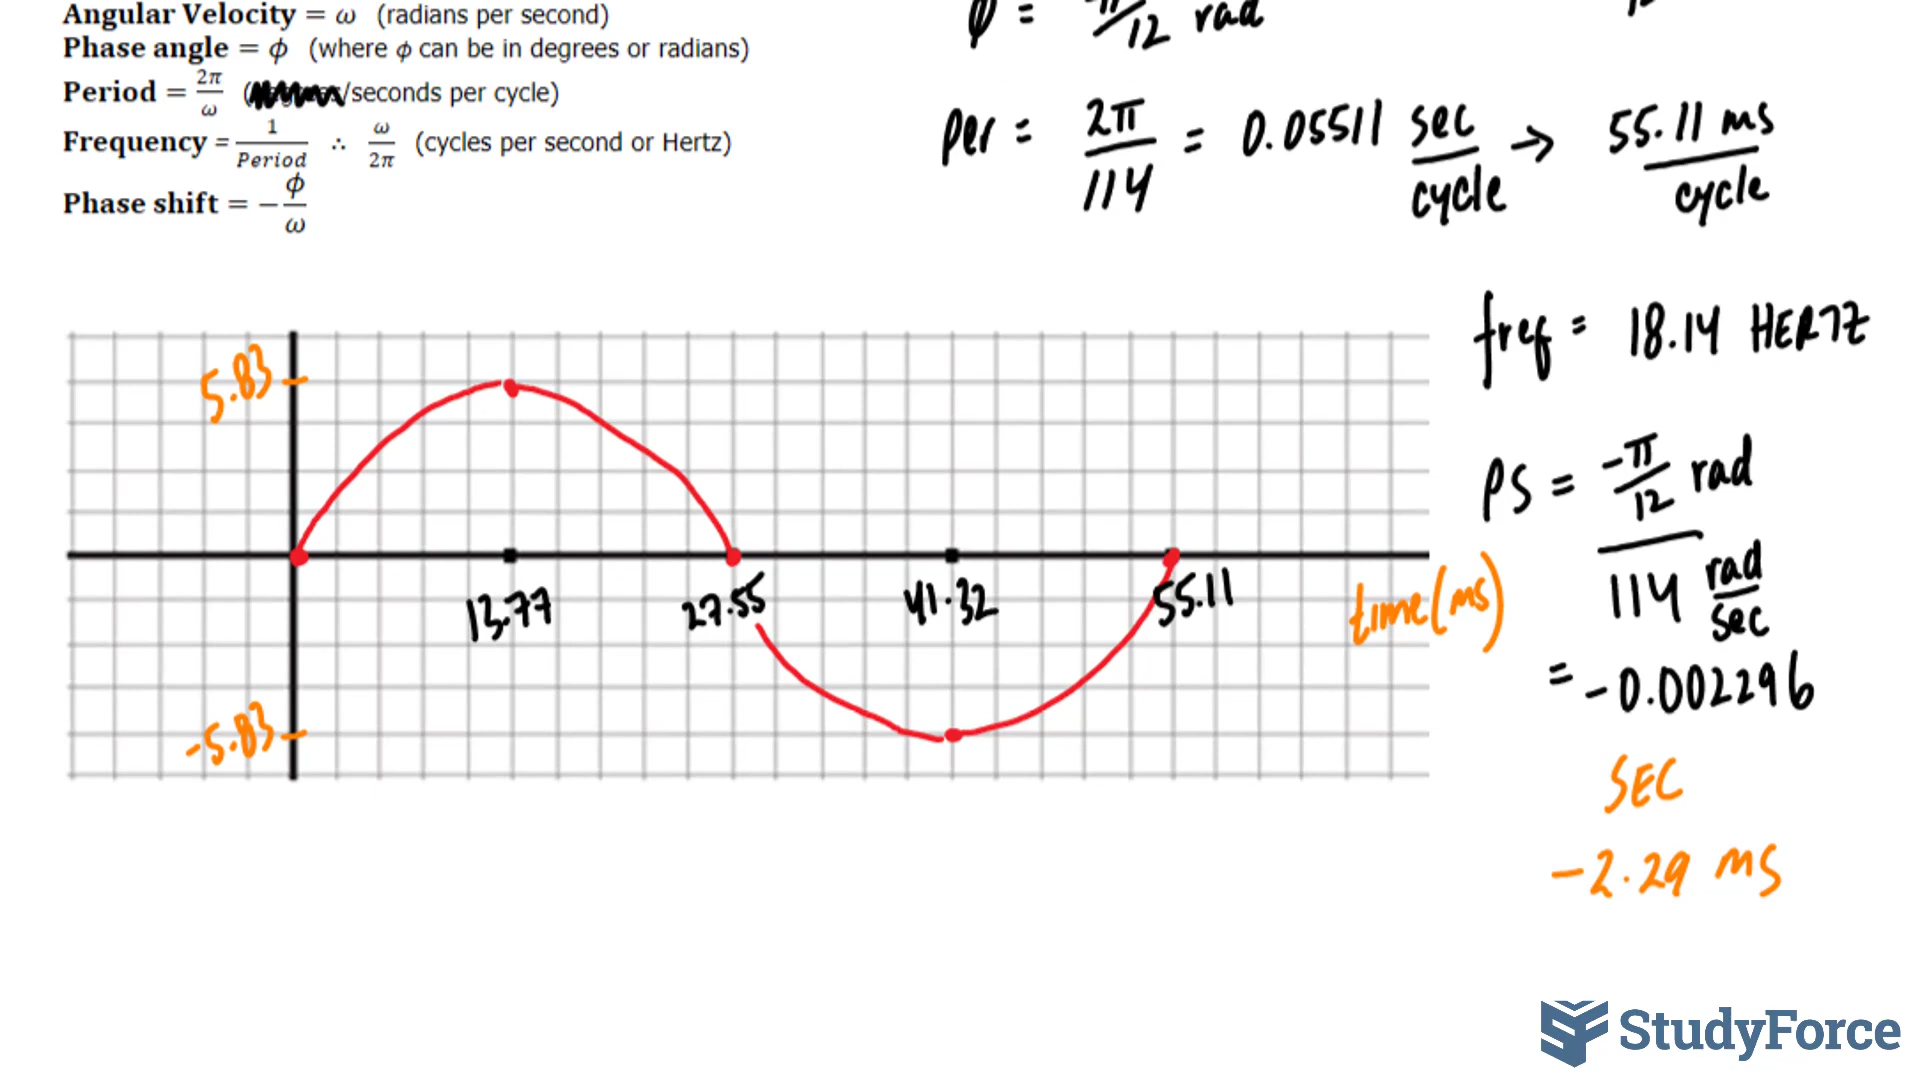 Angular Velocity = ω (radians per second)
Phase angle = ϕ (where ϕ can be in degrees or radians)
Period = 2π/ω (/seconds per cycle)
Frequency = 1/Period ∴ ω/2π (cycles per second or Hertz)
Phase shift = −ϕ/ω
ϕ = π/12 rad
12
Per = 2π/114 = 0.05511 sec/cycle → 55.11 ms/cycle
freq = 18.14 HERTZ
PS = -π/12 rad
114 rad/sec
= -0.002296
SEC
-2.29 ms
5.83
-5.83
13.77
27.55
41.32
55.11
time(ms)
StudyForce